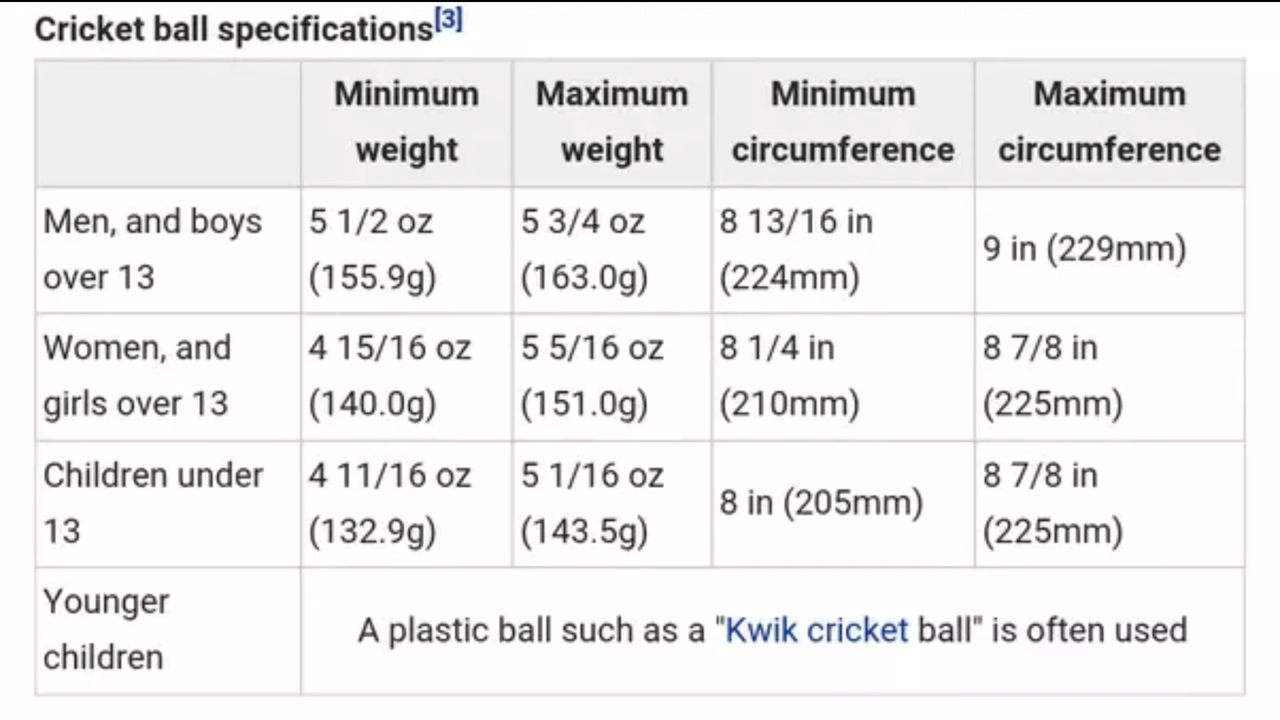 Cricket ball specifications[3]
Minimum weight
Maximum weight
Minimum circumference
Maximum circumference
Men, and boys over 13
5 1/2 oz (155.9g)
5 3/4 oz (163.0g)
8 13/16 in (224mm)
9 in (229mm)
Women, and girls over 13
4 15/16 oz (140.0g)
5 5/16 oz (151.0g)
8 1/4 in (210mm)
8 7/8 in (225mm)
Children under 13
4 11/16 oz (132.9g)
5 1/16 oz (143.5g)
8 in (205mm)
8 7/8 in (225mm)
Younger children
A plastic ball such as a "Kwik cricket ball" is often used